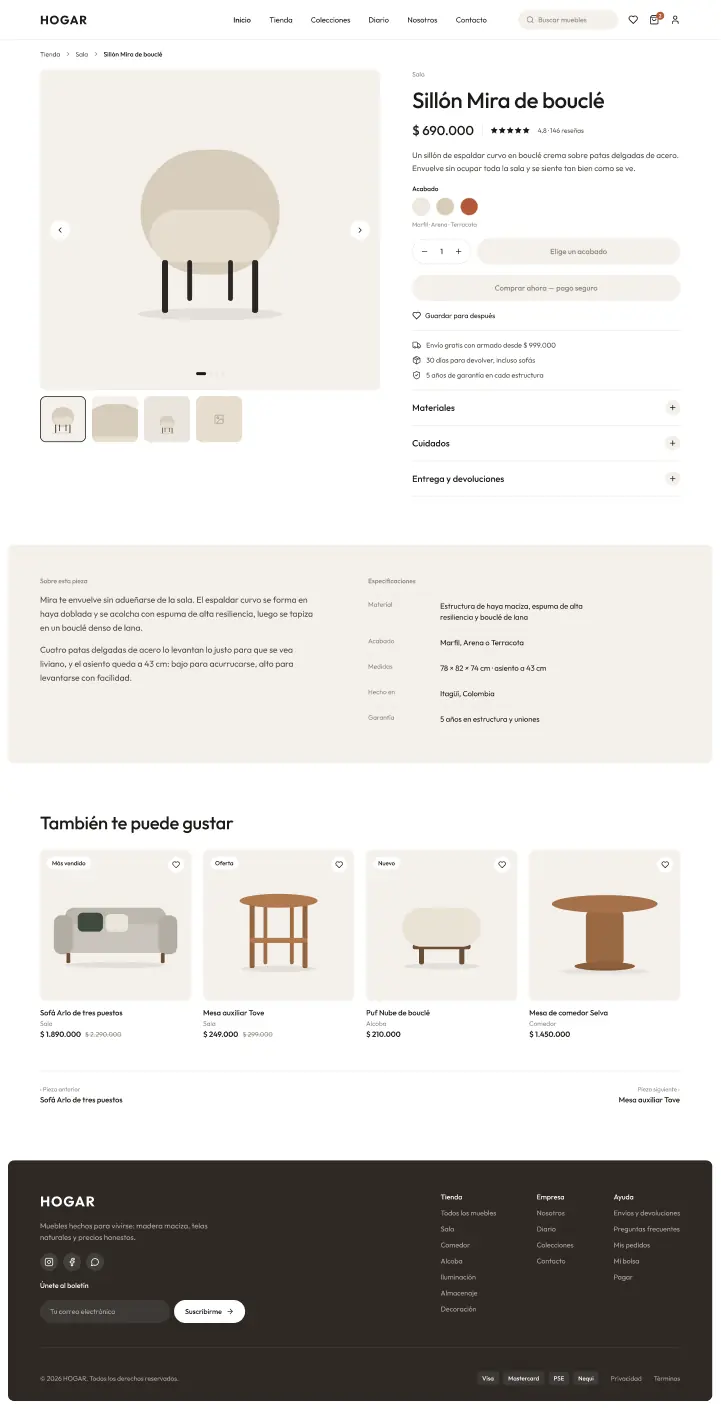 HOGAR
Inicio
Tienda
Colecciones
Diario
Nosotros
Contacto
Buscar muebles
2
Tienda > Sala > Sillón Mira de bouclé
Sala
Sillón Mira de bouclé
$ 690.000
4,8 · 146 reseñas
Un sillón de espaldar curvo en bouclé crema sobre patas delgadas de acero.
Envuelve sin ocupar toda la sala y se siente tan bien como se ve.
Acabado
Marfil · Arena · Terracota
− 1 +
Elige un acabado
Comprar ahora — pago seguro
Guardar para después
Envío gratis con armado desde $ 999.000
30 días para devolver, incluso sofás
5 años de garantía en cada estructura
Materiales
Cuidados
Entrega y devoluciones
Sobre esta pieza
Mira te envuelve sin adueñarse de la sala. El espaldar curvo se forma en
haya doblada y se acolcha con espuma de alta resiliencia, luego se tapiza
en un bouclé denso de lana.
Cuatro patas delgadas de acero lo levantan lo justo para que se vea
liviano, y el asiento queda a 43 cm: bajo para acurrucarse, alto para
levantarse con facilidad.
Especificaciones
Material
Estructura de haya maciza, espuma de alta
resiliencia y bouclé de lana
Acabado
Marfil, Arena o Terracota
Medidas
78 × 82 × 74 cm · asiento a 43 cm
Hecho en
Itagüí, Colombia
Garantía
5 años en estructura y uniones
También te puede gustar
Más vendido
Sofá Arlo de tres puestos
Sala
$ 1.890.000 $ 2.290.000
Oferta
Mesa auxiliar Tove
Sala
$ 249.000 $ 299.000
Nuevo
Puf Nube de bouclé
Alcoba
$ 210.000
Mesa de comedor Selva
Comedor
$ 1.450.000
‹ Pieza anterior
Sofá Arlo de tres puestos
Pieza siguiente ›
Mesa auxiliar Tove
HOGAR
Muebles hechos para vivirse: madera maciza, telas
naturales y precios honestos.
Únete al boletín
Tu correo electrónico
Suscribirme →
Tienda
Todos los muebles
Sala
Comedor
Alcoba
Iluminación
Almacenaje
Decoración
Empresa
Nosotros
Diario
Colecciones
Contacto
Ayuda
Envíos y devoluciones
Preguntas frecuentes
Mis pedidos
Mi bolsa
Pagar
© 2026 HOGAR. Todos los derechos reservados.
Visa
Mastercard
PSE
Nequi
Privacidad
Términos